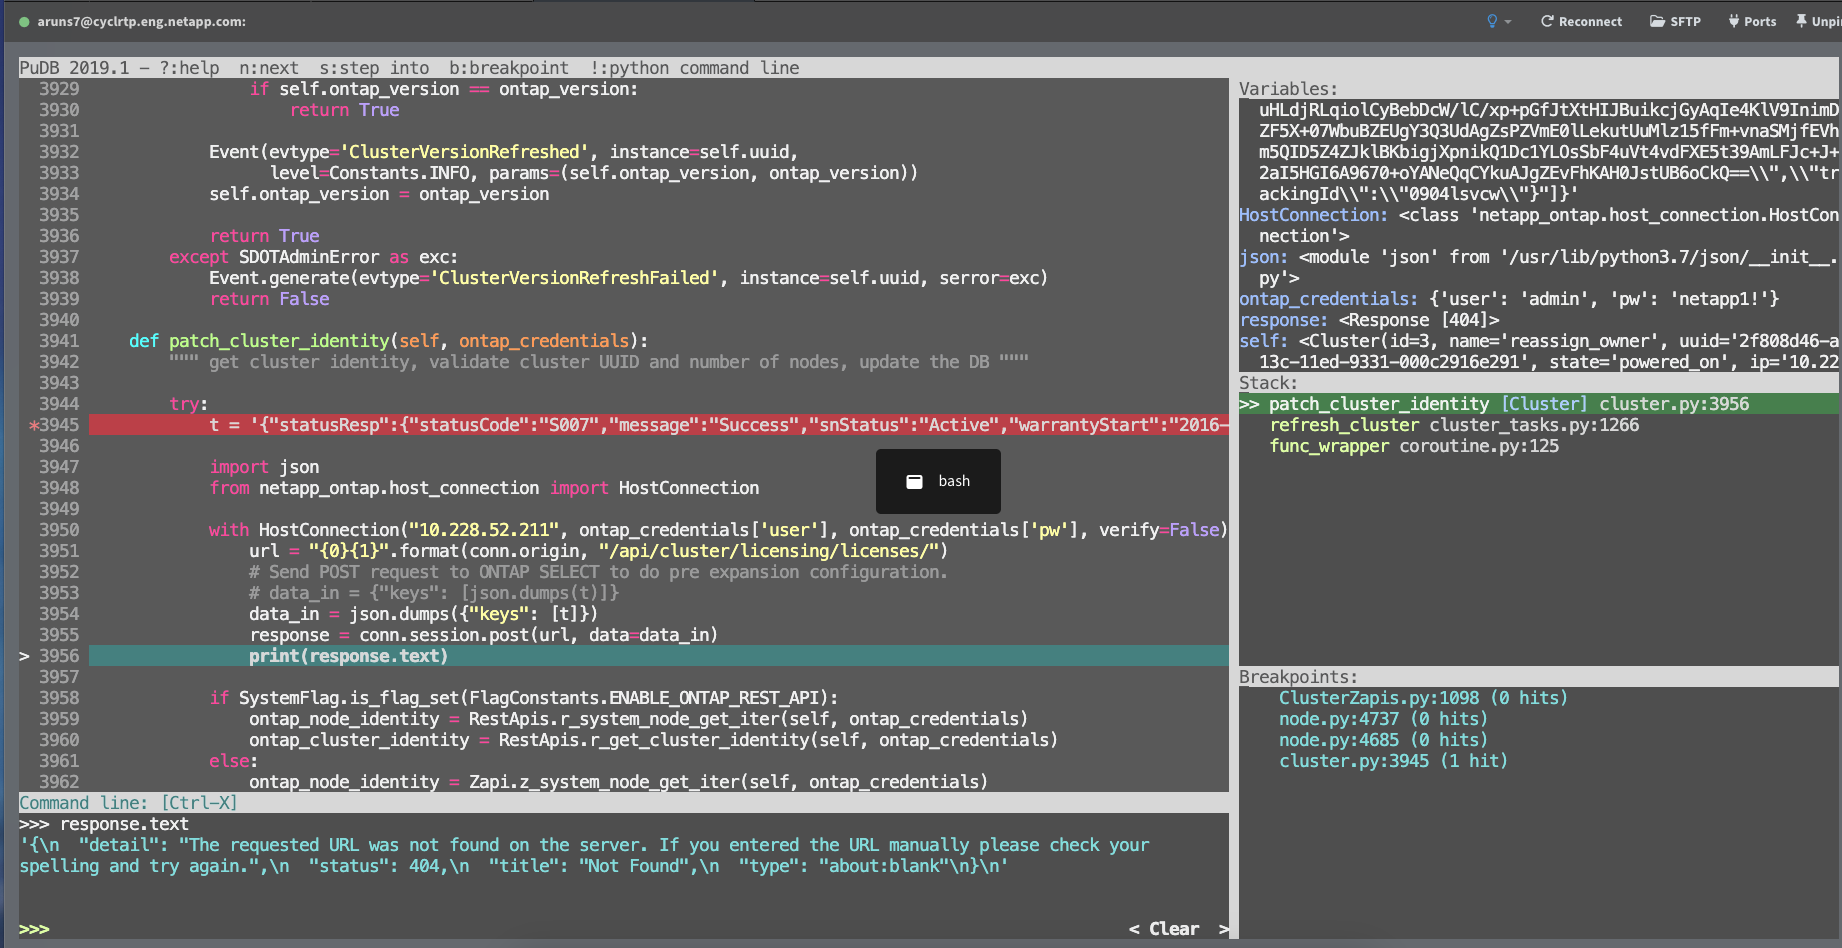 aruns7@cyclrtp.eng.netapp.com:
Reconnect SFTP Ports Unpi
PuDB 2019.1 - ?:help n:next s:step into b:breakpoint !:python command line
3929 if self.ontap_version == ontap_version:
3930 return True
3931
3932 Event(evtype='ClusterVersionRefreshed', instance=self.uuid,
3933 level=Constants.INFO, params=(self.ontap_version, ontap_version))
3934 self.ontap_version = ontap_version
3935
3936 return True
3937 except SDOTAdminError as exc:
3938 Event.generate(evtype='ClusterVersionRefreshFailed', instance=self.uuid, serror=exc)
3939 return False
3940
3941 def patch_cluster_identity(self, ontap_credentials):
3942 """" get cluster identity, validate cluster UUID and number of nodes, update the DB """"
3943
3944 try:
*3945 t = '{"statusResp":{"statusCode":"S007","message":"Success","snStatus":"Active","warrantyStart":"2016-
3946
3947 import json
3948 from netapp_ontap.host_connection import HostConnection
3949
3950 with HostConnection("10.228.52.211", ontap_credentials['user'], ontap_credentials['pw'], verify=False)
3951 url = "{0}{1}".format(conn.origin, "/api/cluster/licensing/licenses/")
3952 # Send POST request to ONTAP SELECT to do pre expansion configuration.
3953 # data_in = {"keys": [json.dumps(t)]}
3954 data_in = json.dumps({"keys": [t]})
3955 response = conn.session.post(url, data=data_in)
> 3956 print(response.text)
3957
3958 if SystemFlag.is_flag_set(FlagConstants.ENABLE_ONTAP_REST_API):
3959 ontap_node_identity = RestApis.r_system_node_get_iter(self, ontap_credentials)
3960 ontap_cluster_identity = RestApis.r_get_cluster_identity(self, ontap_credentials)
3961 else:
3962 ontap_node_identity = Zapi.z_system_node_get_iter(self, ontap_credentials)
bash
Command line: [Ctrl-X]
>>> response.text
'{\n "detail": "The requested URL was not found on the server. If you entered the URL manually please check your
spelling and try again.",\n "status": 404,\n "title": "Not Found",\n "type": "about:blank"\n}\n'
>>>
< Clear >
Variables:
uHLdjRLqiolCyBebDcW/lC/xp+pGfJtXtHIJBuikcjGyAqIe4KlV9InimD
ZF5X+07WbuBZEUgY3Q3UdAgZsPZVmE0lLekutUuMlz15fFm+vnaSMjfEVh
m5QID5Z4ZJklBKbigjXpnikQ1Dc1YLOsSbF4uVt4vdFXE5t39AmLFJc+J+
2aI5HGI6A9670+oYANeQqCYkuAJgZEvFhKAH0JstUB6oCkQ==\\",\\"tr
ackingId\\":\\"0904lsvcw\\"}"]}'
HostConnection: <class 'netapp_ontap.host_connection.HostCon
nection'>
json: <module 'json' from '/usr/lib/python3.7/json/__init__.
py'>
ontap_credentials: {'user': 'admin', 'pw': 'netapp1!'}
response: <Response [404]>
self: <Cluster(id=3, name='reassign_owner', uuid='2f808d46-a
13c-11ed-9331-000c2916e291', state='powered_on', ip='10.22
Stack:
>> patch_cluster_identity [Cluster] cluster.py:3956
refresh_cluster cluster_tasks.py:1266
func_wrapper coroutine.py:125
Breakpoints:
ClusterZapis.py:1098 (0 hits)
node.py:4737 (0 hits)
node.py:4685 (0 hits)
cluster.py:3945 (1 hit)